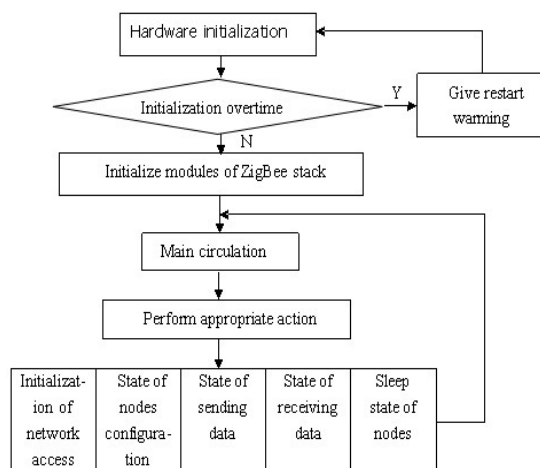 Hardware initialization
Initialization overtime
Y
Give restart
warming
N
Initialize modules of ZigBee stack
Main circulation
Perform appropriate action
Initializat-
ion of
network
access
State of
nodes
configura-
tion
State of
sending
data
State of
receiving
data
Sleep
state of
nodes